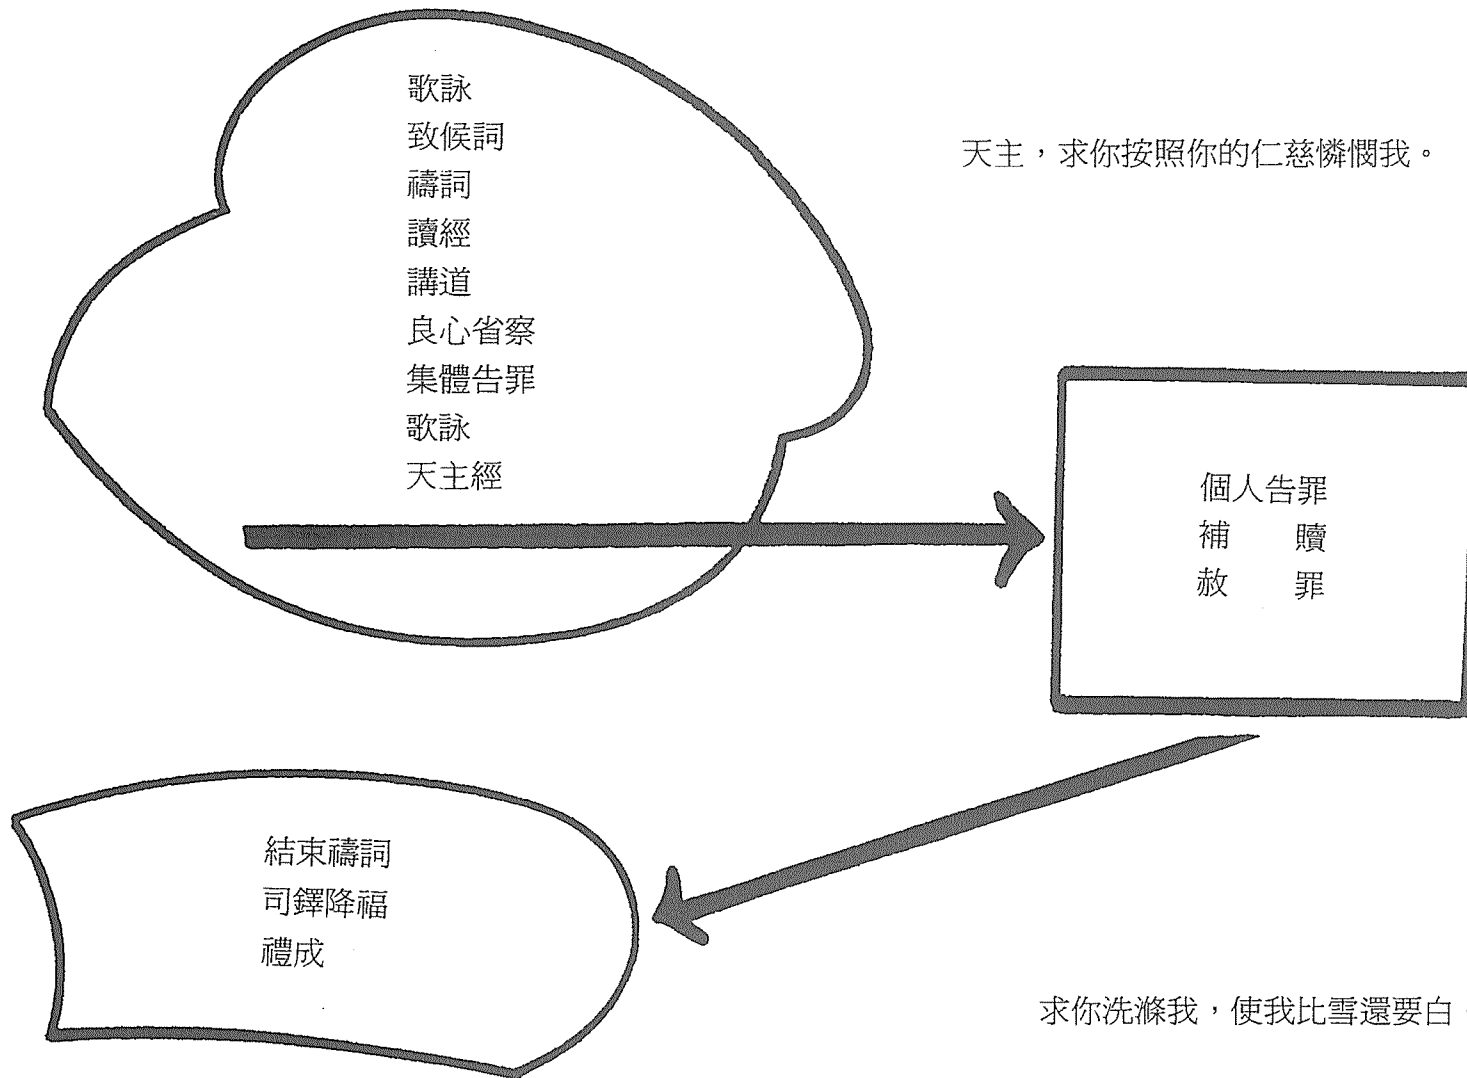 歌詠
致候詞
禱詞
讀經
講道
良心省察
集體告罪
歌詠
天主經
天主,求你按照你的仁慈憐憫我。
個人告罪
補　　贖
赦　　罪
結束禱詞
司鐸降福
禮成
求你洗滌我,使我比雪還要白。